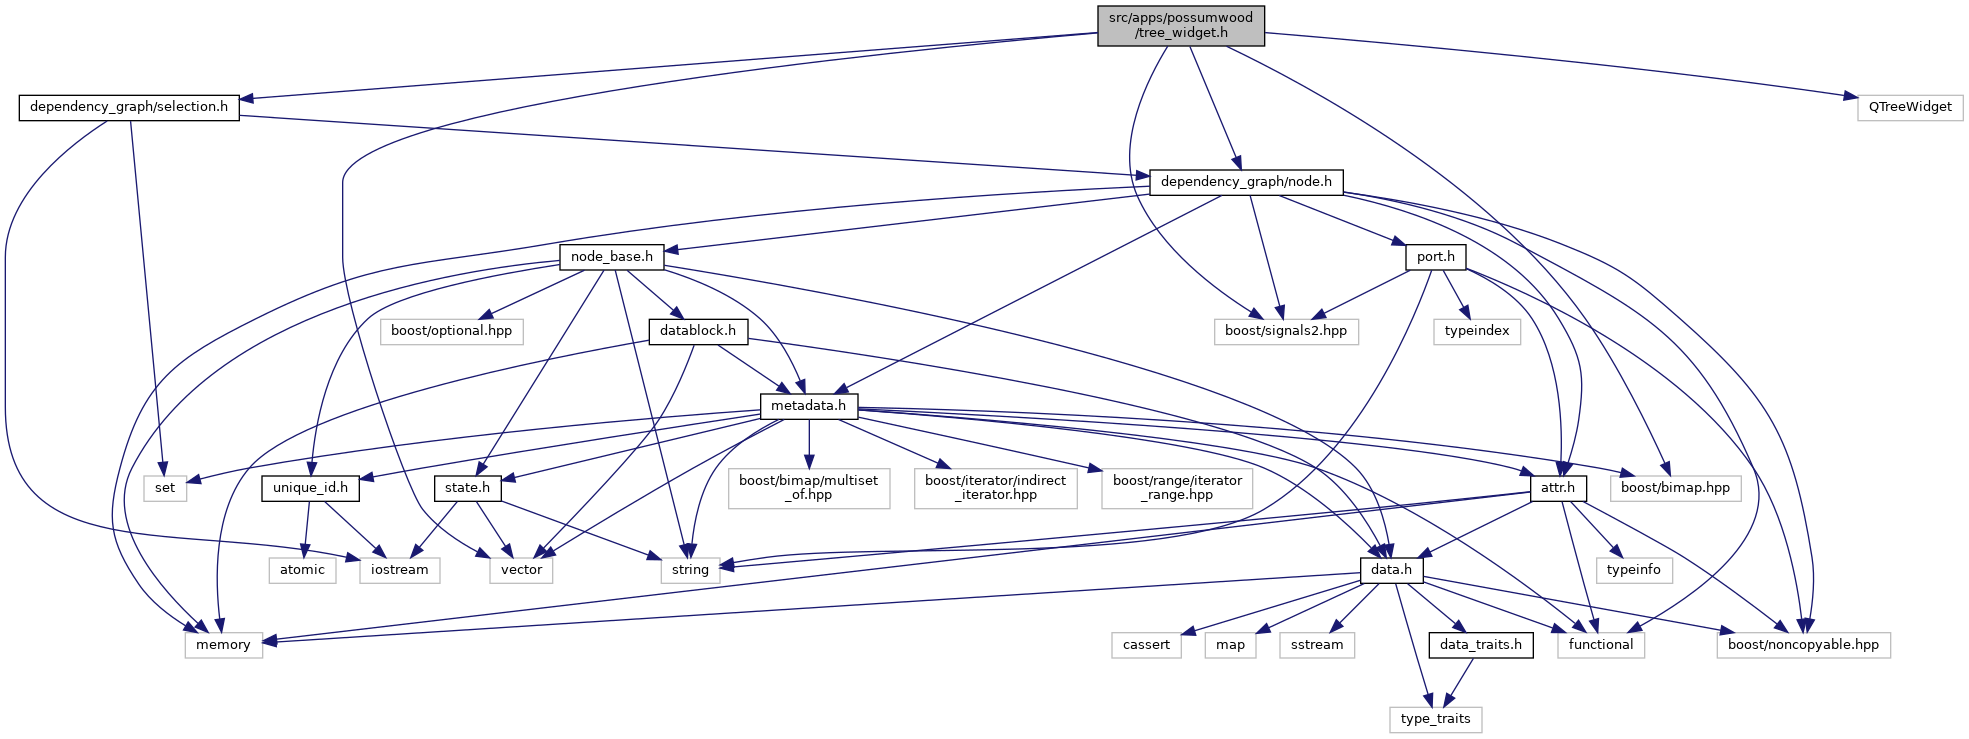 src/apps/possumwood
/tree_widget.h
dependency_graph/selection.h
QTreeWidget
dependency_graph/node.h
node_base.h
port.h
boost/optional.hpp
datablock.h
boost/signals2.hpp
typeindex
metadata.h
set
unique_id.h
state.h
boost/bimap/multiset
_of.hpp
boost/iterator/indirect
_iterator.hpp
boost/range/iterator
_range.hpp
attr.h
boost/bimap.hpp
atomic
iostream
vector
string
data.h
typeinfo
memory
cassert
map
sstream
data_traits.h
functional
boost/noncopyable.hpp
type_traits